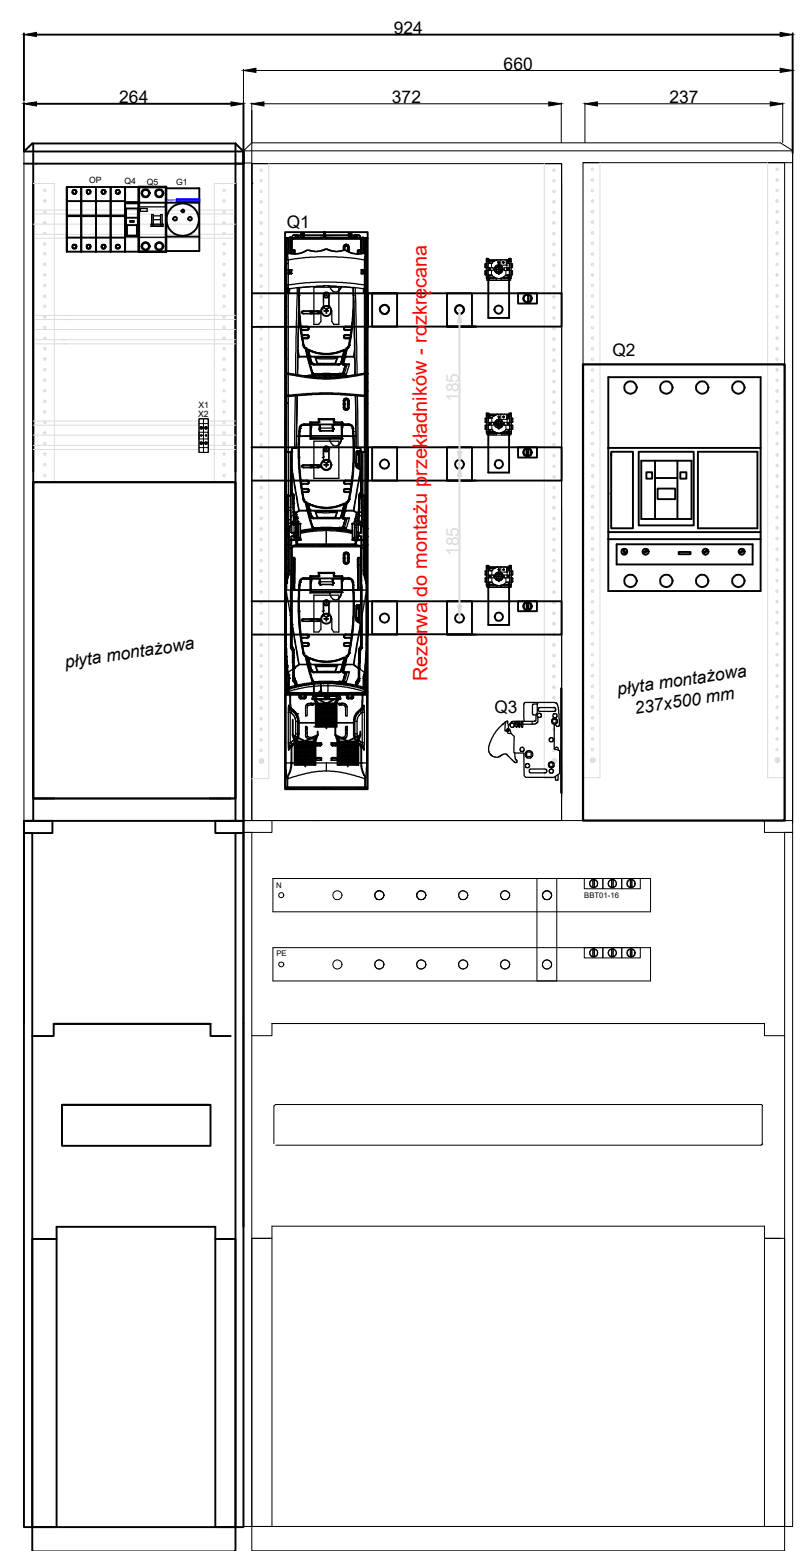 924
660
264
372
237
OP
Q4
Q5
G1
Q1
Rezerwa do montażu przekładników - rozkręcana
185
185
Q2
X1
X2
płyta montażowa
płyta montażowa
237x500 mm
Q3
N
BBT01-16
PE